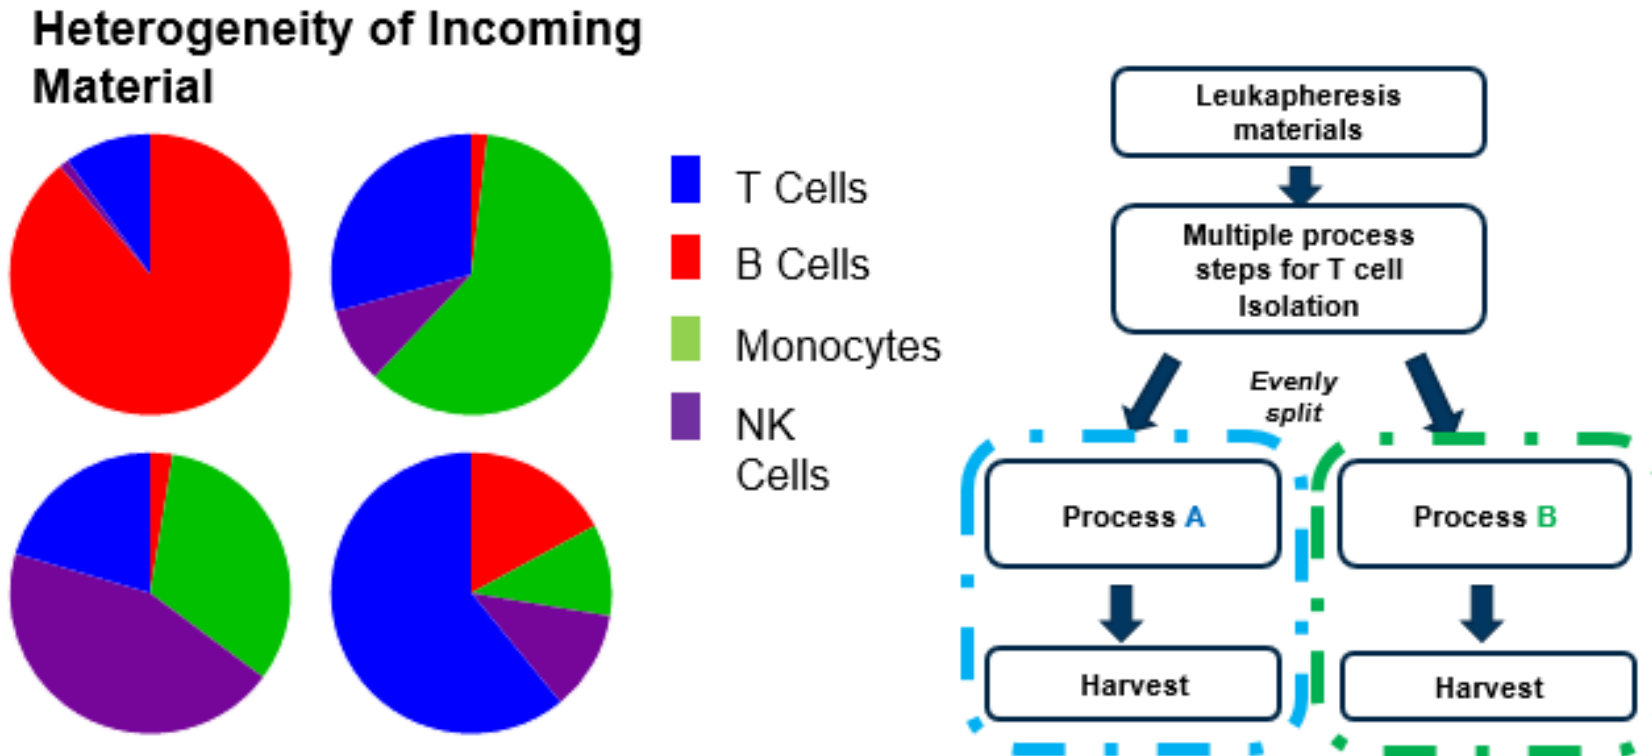 Heterogeneity of Incoming
Material
T Cells
B Cells
Monocytes
NK
Cells
Leukapheresis
materials
Multiple process
steps for T cell
Isolation
Evenly
split
Process A
Process B
Harvest
Harvest